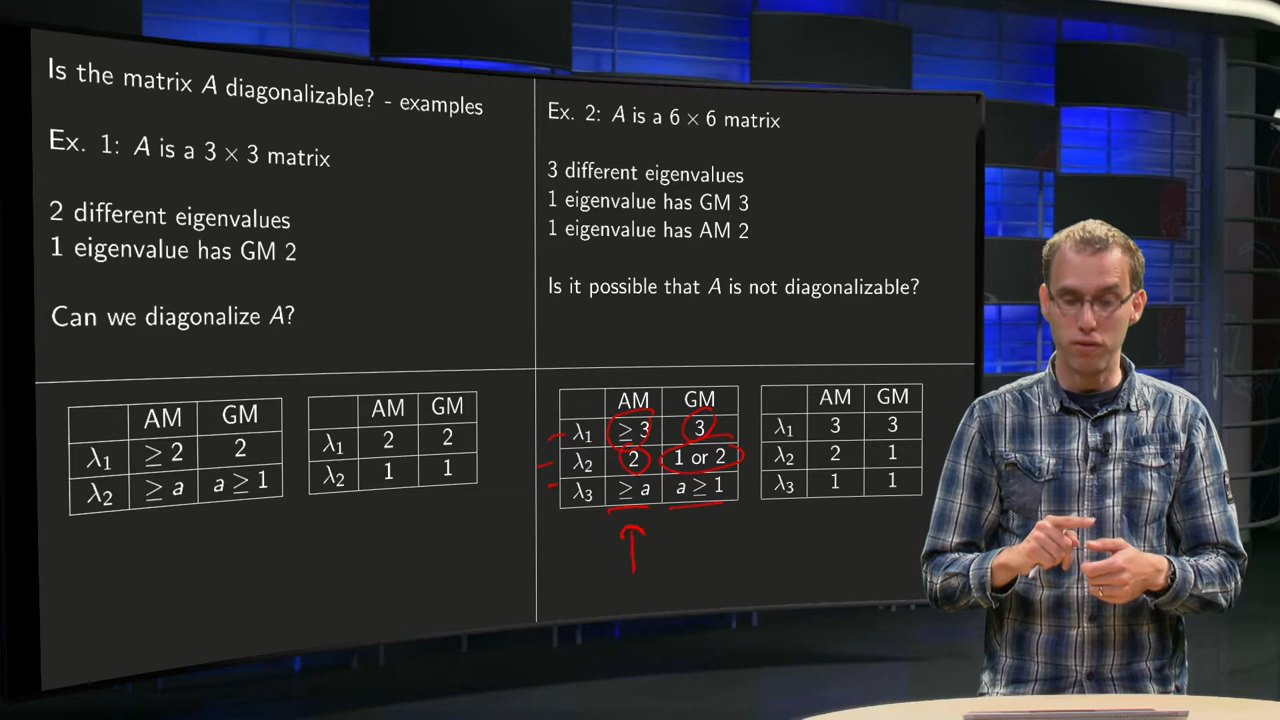 Is the matrix A diagonalizable? - examples
Ex. 1: A is a 3 × 3 matrix
2 different eigenvalues
1 eigenvalue has GM 2
Can we diagonalize A?
AM GM
λ₁ ≥ 2 2
λ₂ ≥ a a ≥ 1
AM GM
λ₁ 2 2
λ₂ 1 1
Ex. 2: A is a 6 × 6 matrix
3 different eigenvalues
1 eigenvalue has GM 3
1 eigenvalue has AM 2
Is it possible that A is not diagonalizable?
AM GM
λ₁ ≥ 3 3
λ₂ 2 1 or 2
λ₃ ≥ a a ≥ 1
AM GM
λ₁ 3 3
λ₂ 2 1
λ₃ 1 1